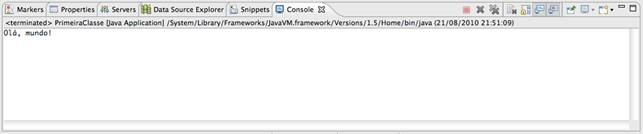 Markers Properties Servers Data Source Explorer Snippets Console
<terminated> PrimeiraClasse [Java Application] /System/Library/Frameworks/JavaVM.framework/Versions/1.5/Home/bin/java (21/08/2010 21:51:09)
Olá, mundo!